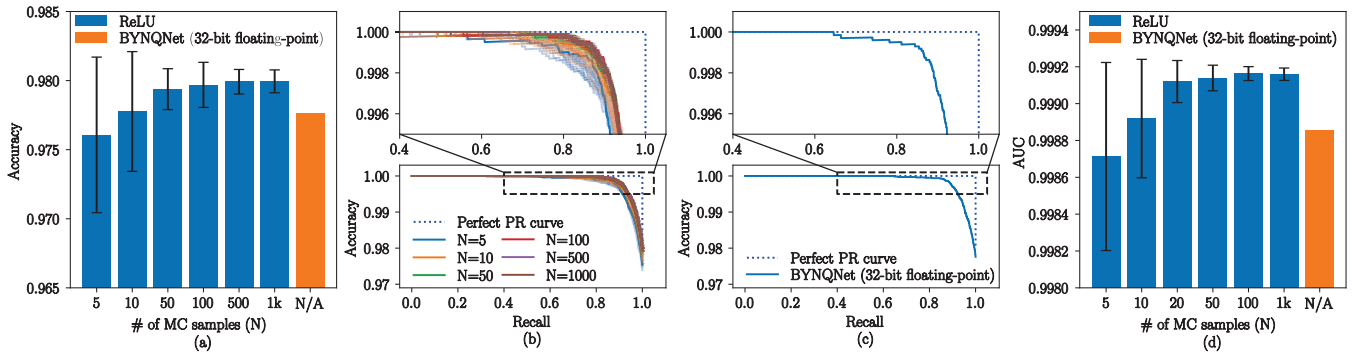 0.985
0.980
0.975
0.970
0.965
Accuracy
ReLU
BYNQNet (32-bit floating-point)
5 10 50 100 500 1k N/A
# of MC samples (N)
(a)
1.000
0.998
0.996
0.4 0.6 0.8 1.0
1.00
0.99
0.98
0.97
Accuracy
Perfect PR curve
N=5 N=100
N=10 N=500
N=50 N=1000
0.0 0.2 0.4 0.6 0.8 1.0
Recall
(b)
1.000
0.998
0.996
0.4 0.6 0.8 1.0
1.00
0.99
0.98
0.97
Accuracy
Perfect PR curve
BYNQNet (32-bit floating-point)
0.0 0.2 0.4 0.6 0.8 1.0
Recall
(c)
0.9994
0.9992
0.9990
0.9988
0.9986
0.9984
0.9982
0.9980
AUC
ReLU
BYNQNet (32-bit floating-point)
5 10 20 50 100 1k N/A
# of MC samples (N)
(d)